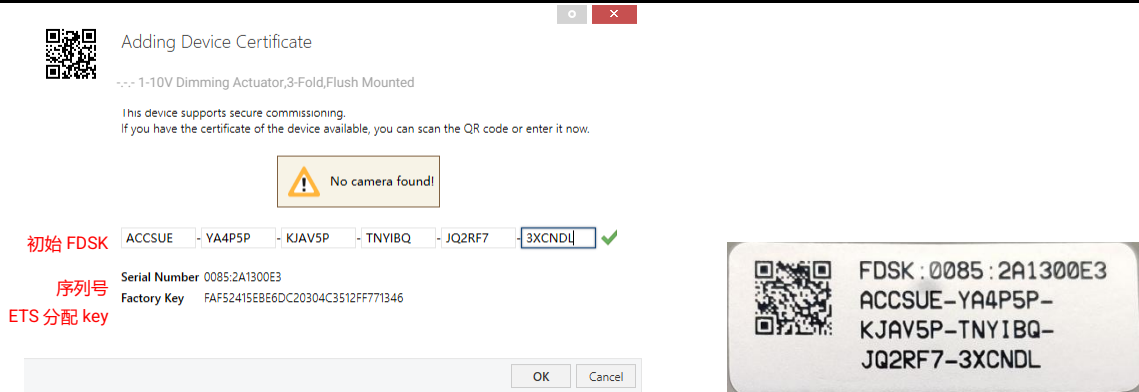 Adding Device Certificate
-.-.- 1-10V Dimming Actuator,3-Fold,Flush Mounted
This device supports secure commissioning.
If you have the certificate of the device available, you can scan the QR code or enter it now.
No camera found!
初始 FDSK
ACCSUE - YA4P5P - KJAV5P - TNYIBQ - JQ2RF7 - 3XCNDL
序列号
Serial Number 0085:2A1300E3
ETS 分配 key
Factory Key FAF52415EBE6DC20304C3512FF771346
OK Cancel
FDSK:0085:2A1300E3
ACCSUE-YA4P5P-
KJAV5P-TNYIBQ-
JQ2RF7-3XCNDL